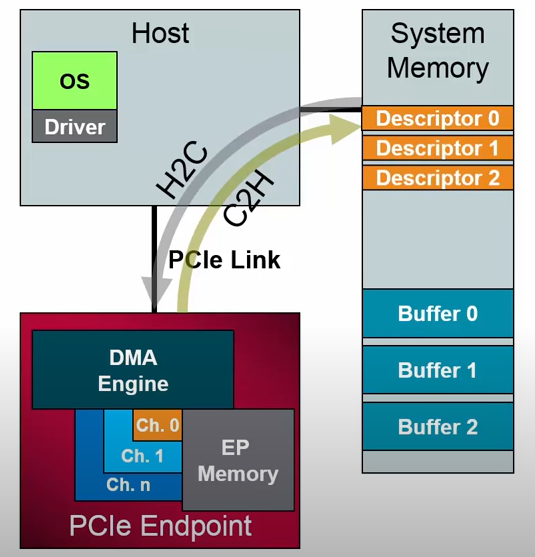 Host
OS
Driver
System
Memory
Descriptor 0
Descriptor 1
Descriptor 2
H2C
C2H
PCIe Link
Buffer 0
Buffer 1
Buffer 2
DMA
Engine
Ch. 0
Ch. 1
Ch. n
EP
Memory
PCIe Endpoint